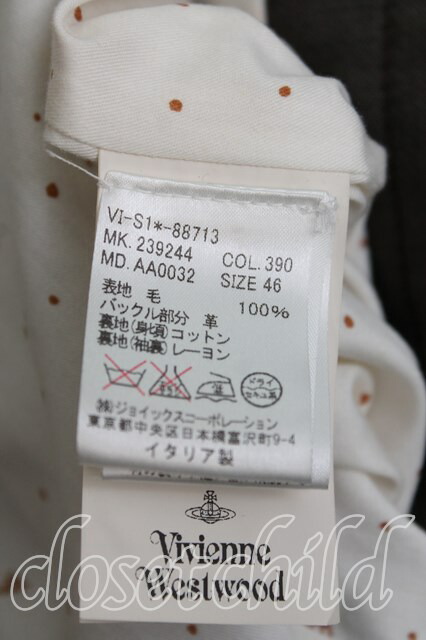 VI-S1*-88713
MK. 239244 COL. 390
MD. AA0032 SIZE 46
表地 毛 100%
バックル部分 革
裏地(身頃)コットン
裏地(袖裏)レーヨン
ドライ
セキユ系
㈱ジョイックスコーポレーション
東京都中央区日本橋富沢町9-4
イタリア製
Vivienne
Westwood
closetchild